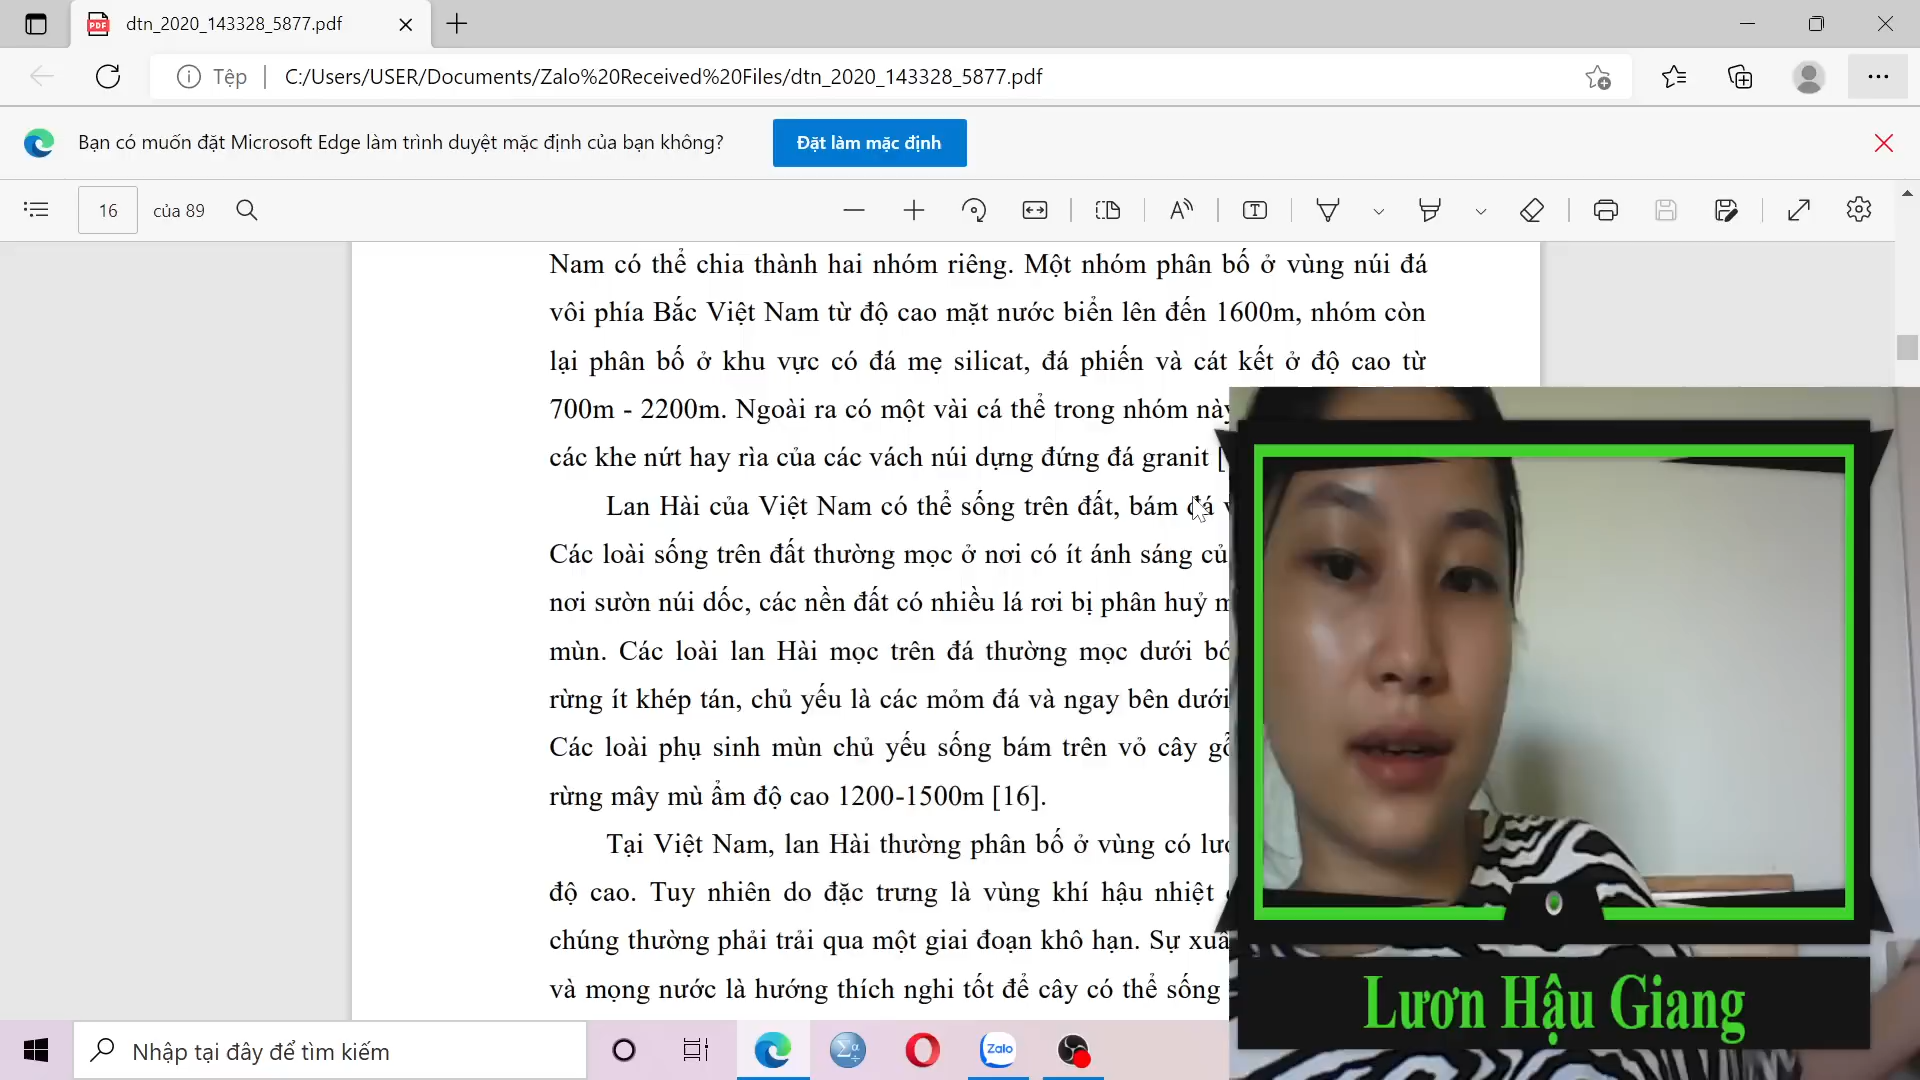 dtn_2020_143328_5877.pdf
Tệp
C:/Users/USER/Documents/Zalo%20Received%20Files/dtn_2020_143328_5877.pdf
Bạn có muốn đặt Microsoft Edge làm trình duyệt mặc định của bạn không?
Đặt làm mặc định
16 của 89
Nam có thể chia thành hai nhóm riêng. Một nhóm phân bố ở vùng núi đá
vôi phía Bắc Việt Nam từ độ cao mặt nước biển lên đến 1600m, nhóm còn
lại phân bố ở khu vực có đá mẹ silicat, đá phiến và cát kết ở độ cao từ
700m - 2200m. Ngoài ra có một vài cá thể trong nhóm này
các khe nứt hay rìa của các vách núi dựng đứng đá granit [
Lan Hài của Việt Nam có thể sống trên đất, bám đá
Các loài sống trên đất thường mọc ở nơi có ít ánh sáng
nơi sườn núi dốc, các nền đất có nhiều lá rơi bị phân huỷ
mùn. Các loài lan Hài mọc trên đá thường mọc dưới
rừng ít khép tán, chủ yếu là các mỏm đá và ngay bên dưới
Các loài phụ sinh mùn chủ yếu sống bám trên vỏ cây
rừng mây mù ẩm độ cao 1200-1500m [16].
Tại Việt Nam, lan Hài thường phân bố ở vùng có
độ cao. Tuy nhiên do đặc trưng là vùng khí hậu nhiệt
chúng thường phải trải qua một giai đoạn khô hạn. Sự
và mọng nước là hướng thích nghi tốt để cây có thể sống
Lươn Hậu Giang
Nhập tại đây để tìm kiếm
Zalo